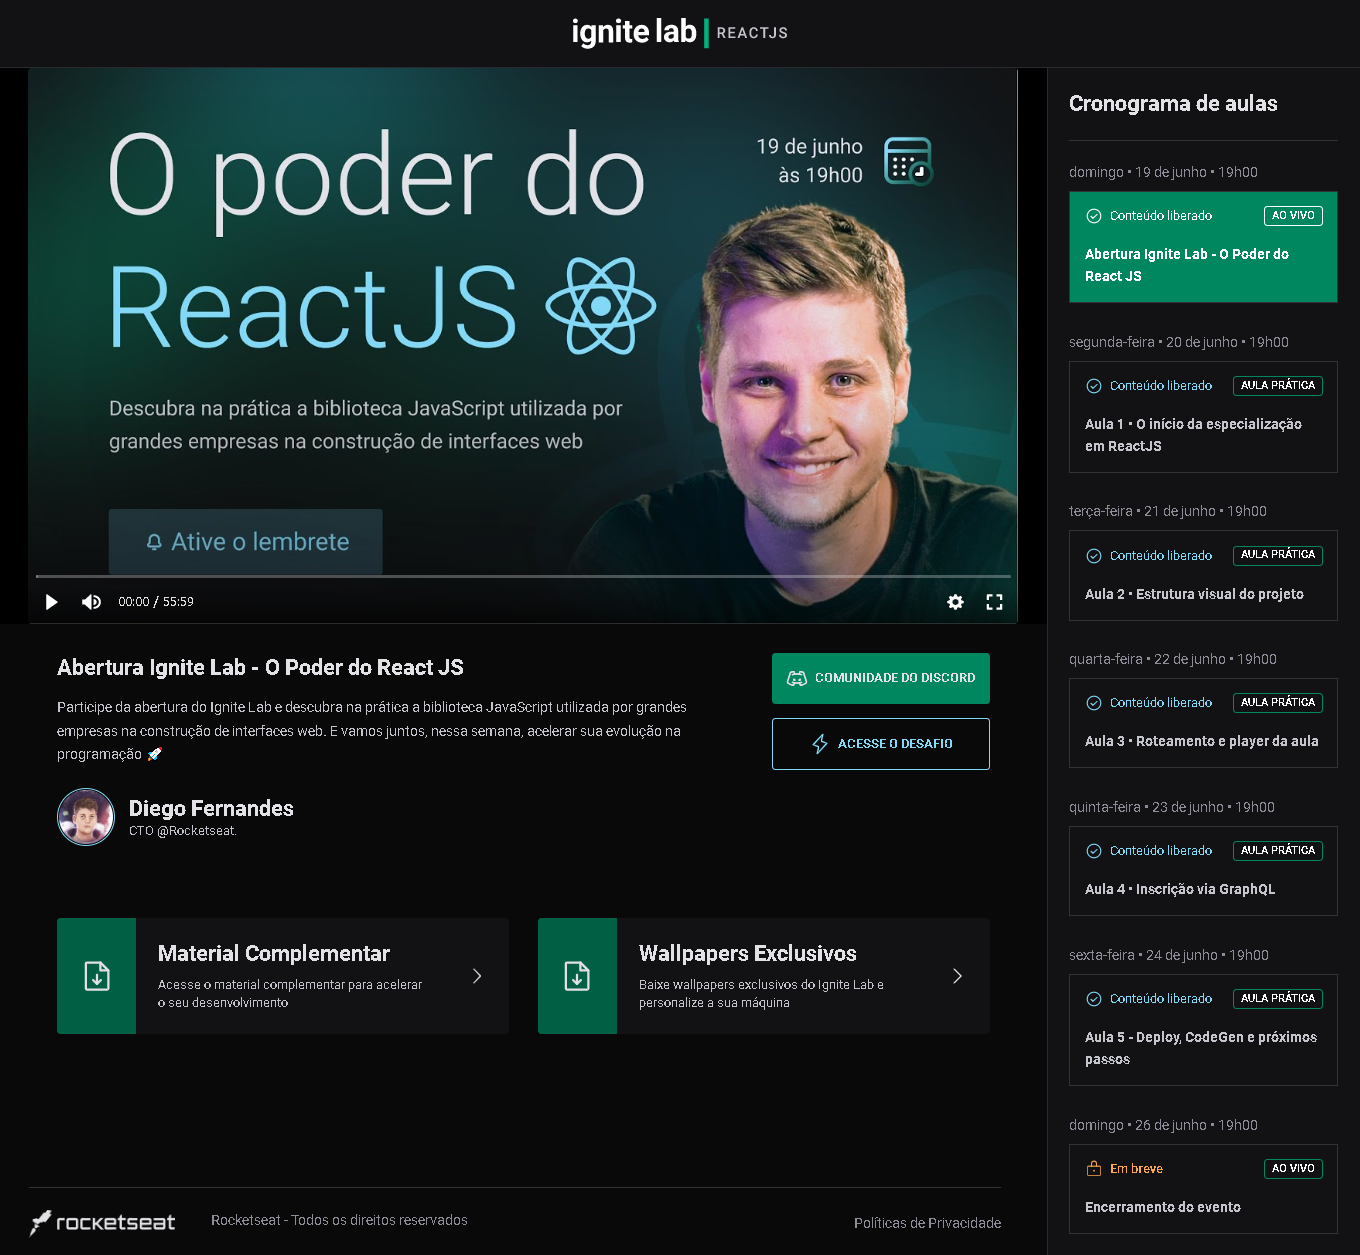 ignite lab | REACTJS
O poder do
ReactJS
19 de junho
às 19h00
Descubra na prática a biblioteca JavaScript utilizada por
grandes empresas na construção de interfaces web
Ative o lembrete
00:00 / 55:59
Abertura Ignite Lab - O Poder do React JS
Participe da abertura do Ignite Lab e descubra na prática a biblioteca JavaScript utilizada por grandes
empresas na construção de interfaces web. E vamos juntos, nessa semana, acelerar sua evolução na
programação 🚀
COMUNIDADE DO DISCORD
ACESSE O DESAFIO
Diego Fernandes
CTO @Rocketseat.
Material Complementar
Acesse o material complementar para acelerar
o seu desenvolvimento
Wallpapers Exclusivos
Baixe wallpapers exclusivos do Ignite Lab e
personalize a sua máquina
Cronograma de aulas
domingo • 19 de junho • 19h00
Conteúdo liberado AO VIVO
Abertura Ignite Lab - O Poder do
React JS
segunda-feira • 20 de junho • 19h00
Conteúdo liberado AULA PRÁTICA
Aula 1 • O início da especialização
em ReactJS
terça-feira • 21 de junho • 19h00
Conteúdo liberado AULA PRÁTICA
Aula 2 • Estrutura visual do projeto
quarta-feira • 22 de junho • 19h00
Conteúdo liberado AULA PRÁTICA
Aula 3 • Roteamento e player da aula
quinta-feira • 23 de junho • 19h00
Conteúdo liberado AULA PRÁTICA
Aula 4 • Inscrição via GraphQL
sexta-feira • 24 de junho • 19h00
Conteúdo liberado AULA PRÁTICA
Aula 5 - Deploy, CodeGen e próximos
passos
domingo • 26 de junho • 19h00
Em breve AO VIVO
Encerramento do evento
rocketseat
Rocketseat - Todos os direitos reservados
Políticas de Privacidade